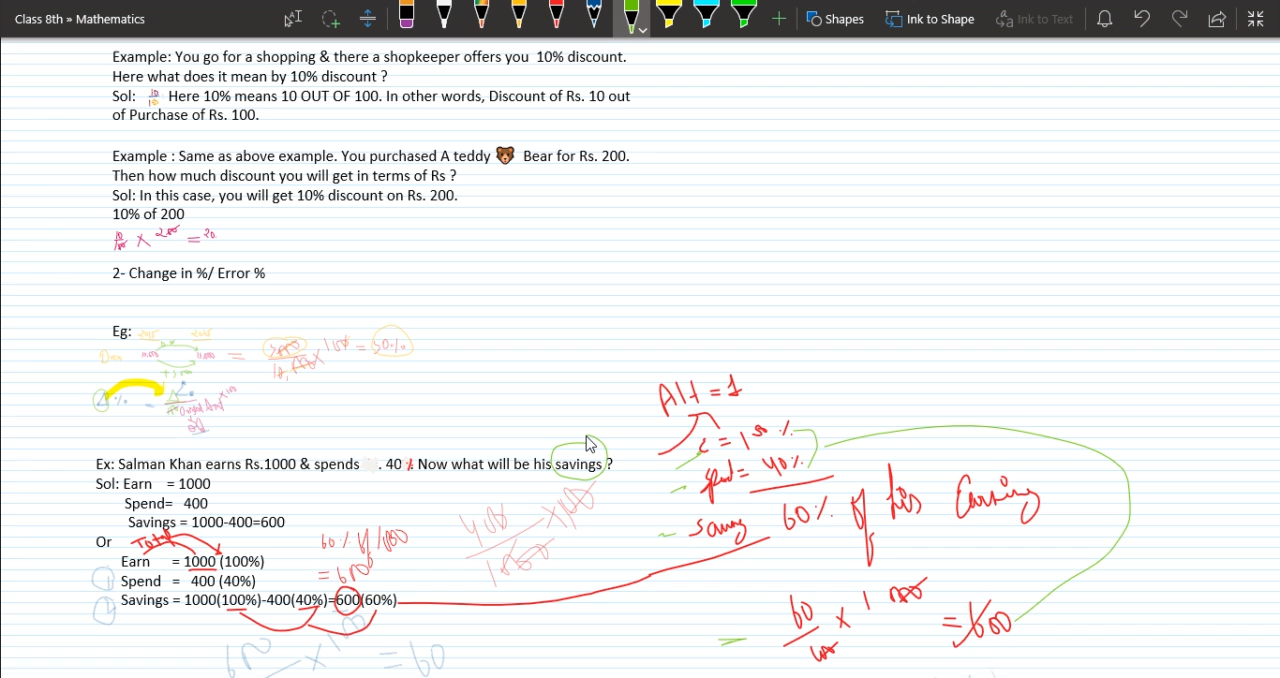 Class 8th » Mathematics
Shapes
Ink to Shape
Ink to Text
Example: You go for a shopping & there a shopkeeper offers you 10% discount.
Here what does it mean by 10% discount ?
Sol: Here 10% means 10 OUT OF 100. In other words, Discount of Rs. 10 out
of Purchase of Rs. 100.
Example : Same as above example. You purchased A teddy 🐻 Bear for Rs. 200.
Then how much discount you will get in terms of Rs ?
Sol: In this case, you will get 10% discount on Rs. 200.
10% of 200
10/100 × 200 = 20
2- Change in %/ Error %
Eg:
= 50%
Alt = 1
= 100 %
Spend = 40%
Saving 60% of his Earning
Ex: Salman Khan earns Rs.1000 & spends . 40 % Now what will be his savings ?
Sol: Earn = 1000
Spend= 400
Savings = 1000-400=600
Or
Total
60% of 1000
= 600
Earn = 1000 (100%)
Spend = 400 (40%)
Savings = 1000(100%)-400(40%)=600(60%)
= 60/100 × 1000 = 600
600 × 100 = 60